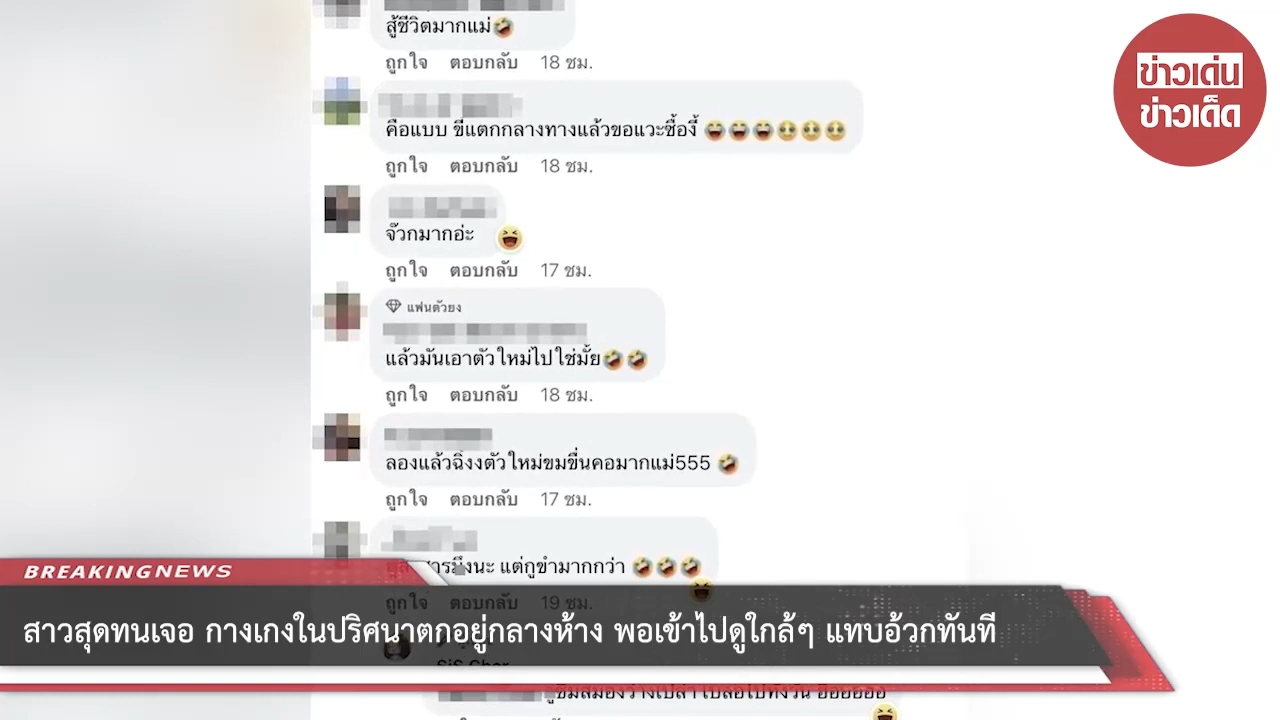 สู้ชีวิตมากแม่🤣
ถูกใจ ตอบกลับ 18 ชม.
ข่าวเด่น
ข่าวเด็ด
คือแบบ ขี้แตกกลางทางแล้วขอแวะซื้องี้ 😂😂😂🥹🥹🥹
ถูกใจ ตอบกลับ 18 ชม.
จ๊วกมากอ่ะ
ถูกใจ ตอบกลับ 17 ชม.
แฟนตัวยง
แล้วมันเอาตัวใหม่ไปใช่มั้ย🤣🤣
ถูกใจ ตอบกลับ 18 ชม.
ลองแล้วฉิ่งงตัวใหม่ขมขื่นคอมากแม่555 🤣
ถูกใจ ตอบกลับ 17 ชม.
นะ แต่กูขำมากกว่า 🤣🤣🤣
BREAKING NEWS
ถูกใจ ตอบกลับ 19 ชม.
สาวสุดทนเจอ กางเกงในปริศนาตกอยู่กลางห้าง พอเข้าไปดูใกล้ๆ แทบอ้วกทันที